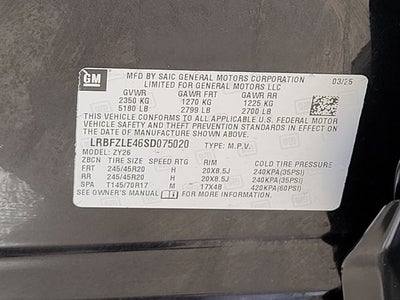 GM
MFD BY SAIC GENERAL MOTORS CORPORATION
LIMITED FOR GENERAL MOTORS LLC
03/25
GVWR GAWR FRT GAWR RR
2350 KG 1270 KG 1225 KG
5180 LB 2799 LB 2700 LB
THIS VEHICLE CONFORMS TO ALL APPLICABLE U.S. FEDERAL MOTOR
VEHICLE SAFETY AND THEFT PREVENTION STANDARDS IN EFFECT ON
THE DATE OF MANUFACTURE SHOWN ABOVE.
LRBFZLE46SD075020 TYPE: M.P.V.
MODEL: ZY26
ZBCN TIRE SIZE SPEED RTG RIM COLD TIRE PRESSURE
FRT 245/45R20 H 20X8.5J 240KPA(35PSI)
RR 245/45R20 H 20X8.5J 240KPA(35PSI)
SPA T145/70R17 M 17X4B 420KPA(60PSI)
SEE OWNER'S MANUAL FOR MORE INFORMATION.